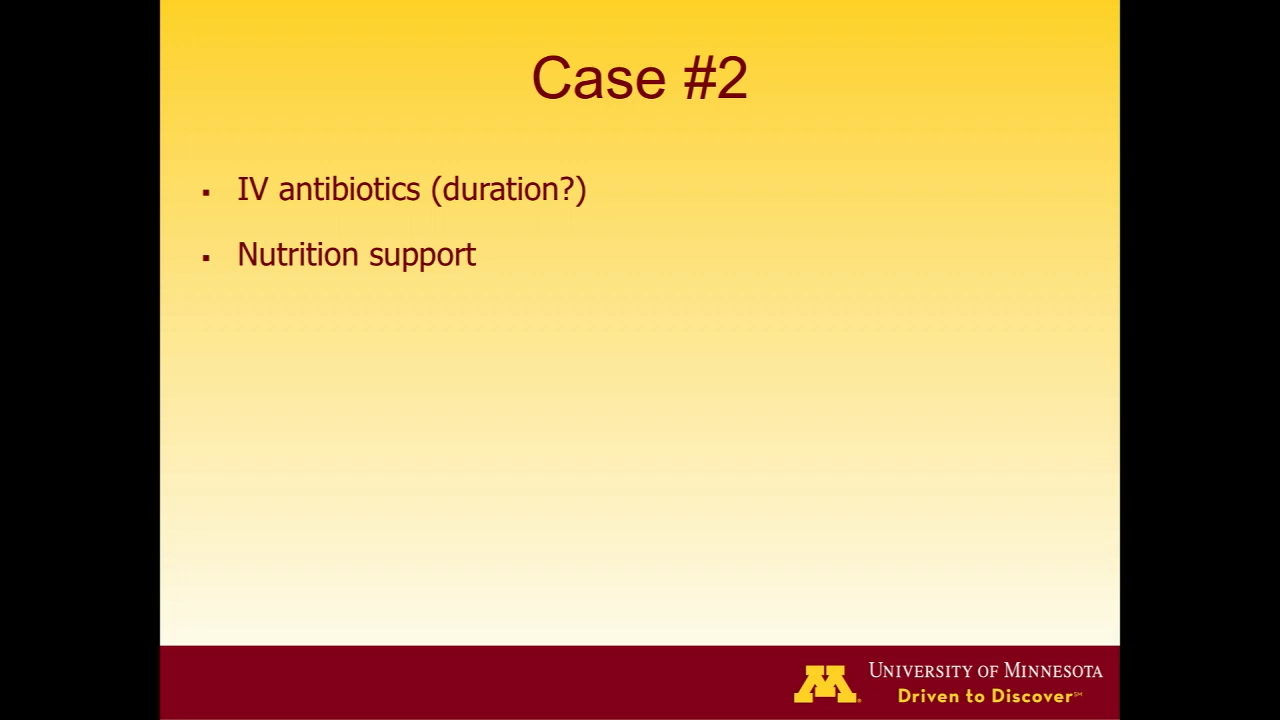 Case #2
▪ IV antibiotics (duration?)
▪ Nutrition support
M
UNIVERSITY OF MINNESOTA
Driven to Discover℠